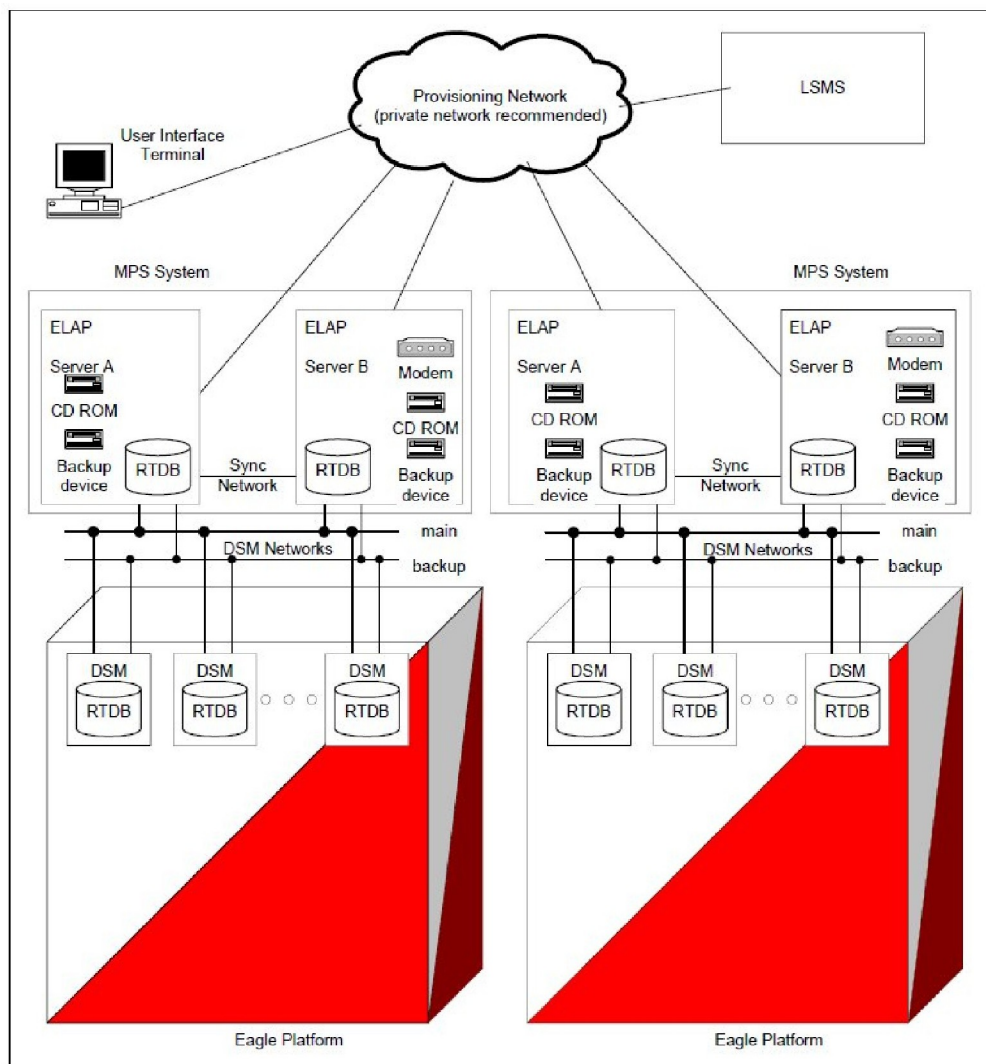 Provisioning Network
(private network recommended)
LSMS
User Interface
Terminal
MPS System
MPS System
ELAP
Server A
CD ROM
Backup
device
RTDB
Sync
Network
ELAP
Server B
Modem
CD ROM
Backup
device
RTDB
ELAP
Server A
CD ROM
Backup
device
RTDB
Sync
Network
ELAP
Server B
Modem
CD ROM
Backup
device
RTDB
main
DSM Networks
backup
main
DSM Networks
backup
DSM
RTDB
DSM
RTDB
DSM
RTDB
DSM
RTDB
DSM
RTDB
DSM
RTDB
Eagle Platform
Eagle Platform